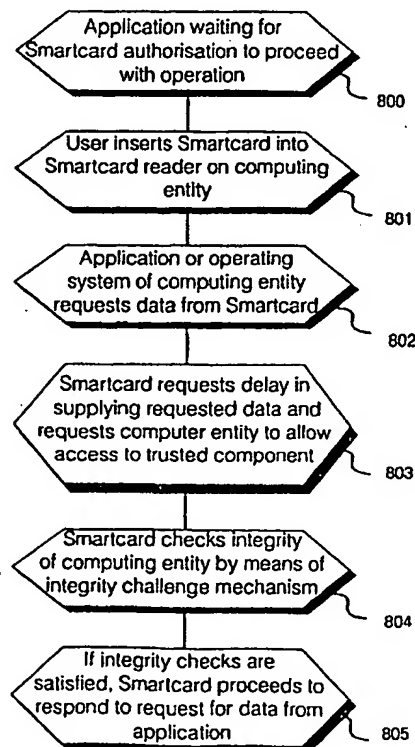 Application waiting for
Smartcard authorisation to proceed
with operation
800
User inserts Smartcard into
Smartcard reader on computing
entity
801
Application or operating
system of computing entity
requests data from Smartcard
802
Smartcard requests delay in
supplying requested data and
requests computer entity to allow
access to trusted component
803
Smartcard checks integrity
of computing entity by means of
integrity challenge mechanism
804
If integrity checks are
satisfied, Smartcard proceeds to
respond to request for data from
application
805